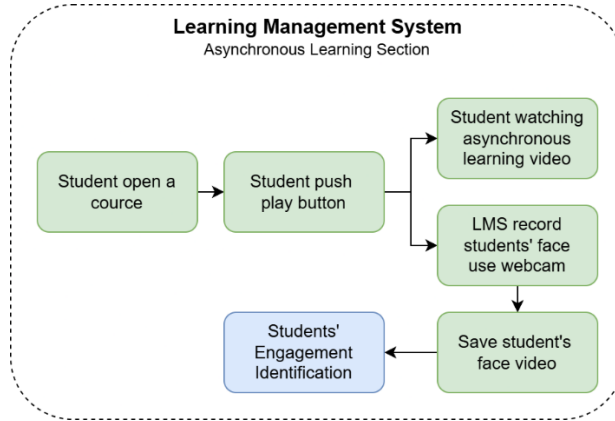 Learning Management System
Asynchronous Learning Section
Student open a
cource
Student push
play button
Student watching
asynchronous
learning video
LMS record
students' face
use webcam
Save student's
face video
Students'
Engagement
Identification